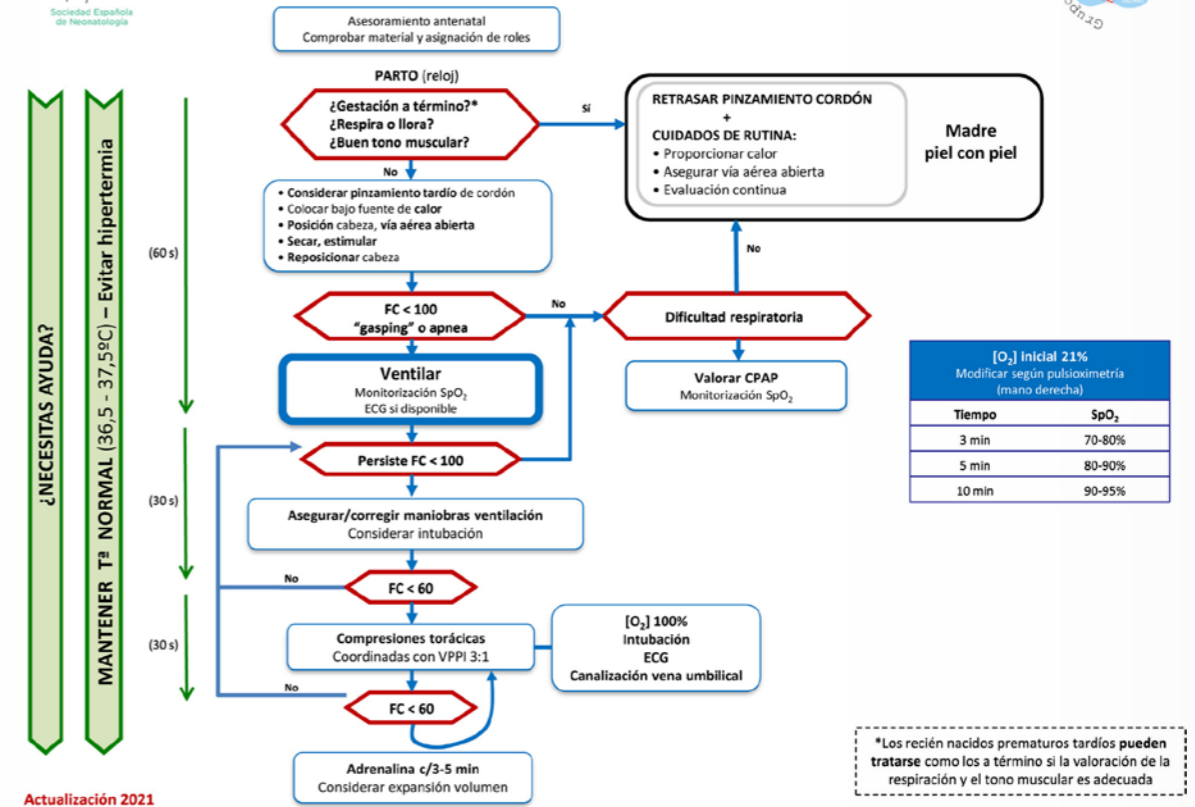 Sociedad Española
de Neonatología
Grupo
Asesoramiento antenatal
Comprobar material y asignación de roles
PARTO (reloj)
¿Gestación a término?*
¿Respira o llora?
¿Buen tono muscular?
Sí
RETRASAR PINZAMIENTO CORDÓN
+
CUIDADOS DE RUTINA:
• Proporcionar calor
• Asegurar vía aérea abierta
• Evaluación continua
Madre
piel con piel
No
• Considerar pinzamiento tardío de cordón
• Colocar bajo fuente de calor
• Posición cabeza, vía aérea abierta
• Secar, estimular
• Reposicionar cabeza
(60 s)
No
FC < 100
"gasping" o apnea
No
Dificultad respiratoria
Ventilar
Monitorización SpO₂
ECG si disponible
Valorar CPAP
Monitorización SpO₂
[O₂] inicial 21%
Modificar según pulsioximetría
(mano derecha)
Tiempo SpO₂
3 min 70-80%
5 min 80-90%
10 min 90-95%
Persiste FC < 100
(30 s)
Asegurar/corregir maniobras ventilación
Considerar intubación
No
FC < 60
(30 s)
Compresiones torácicas
Coordinadas con VPPI 3:1
[O₂] 100%
Intubación
ECG
Canalización vena umbilical
No
FC < 60
Adrenalina c/3-5 min
Considerar expansión volumen
¿NECESITAS AYUDA?
MANTENER Tª NORMAL (36,5 - 37,5ºC) – Evitar hipertermia
*Los recién nacidos prematuros tardíos pueden
tratarse como los a término si la valoración de la
respiración y el tono muscular es adecuada
Actualización 2021